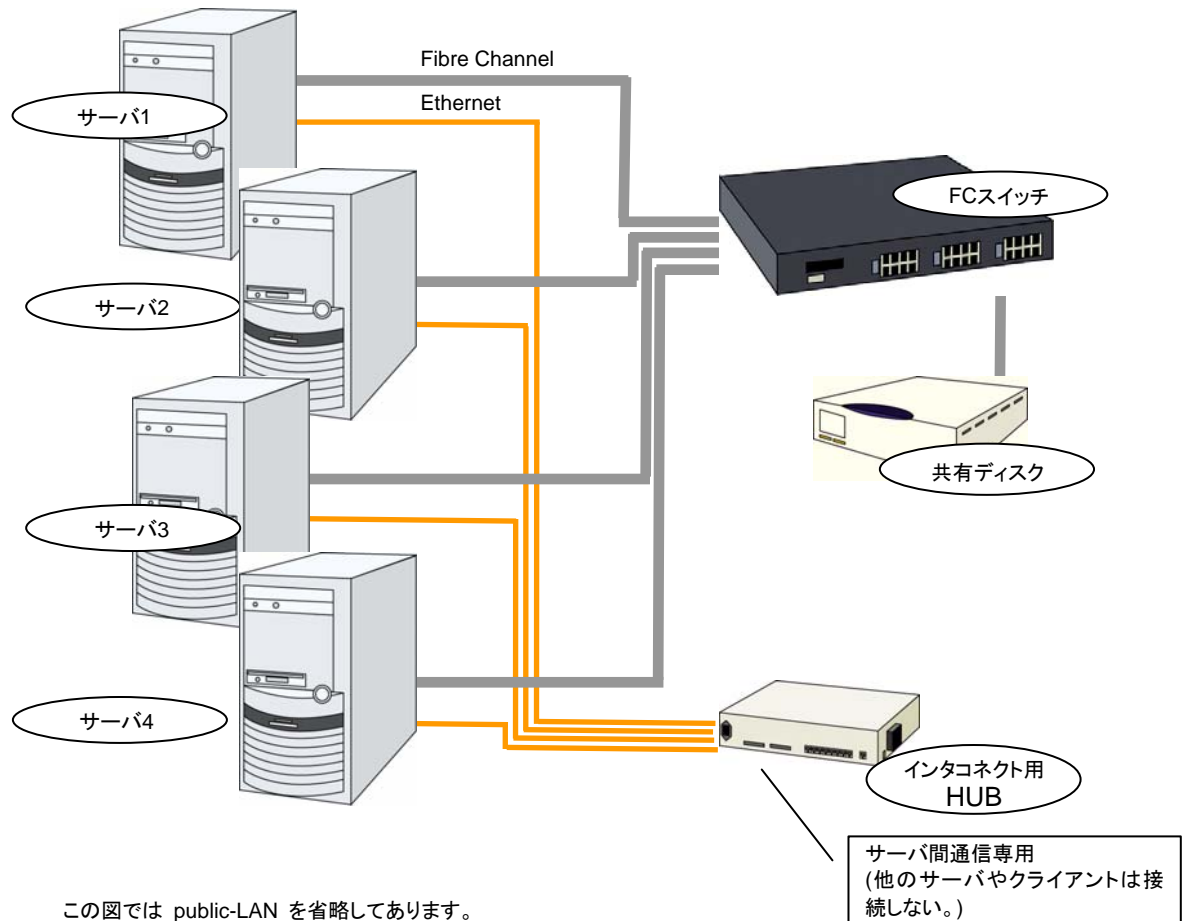 Fibre Channel
Ethernet
サーバ1
FCスイッチ
サーバ2
共有ディスク
サーバ3
サーバ4
インタコネクト用
HUB
サーバ間通信専用
(他のサーバやクライアントは接
続しない。)
この図では public-LAN を省略してあります。